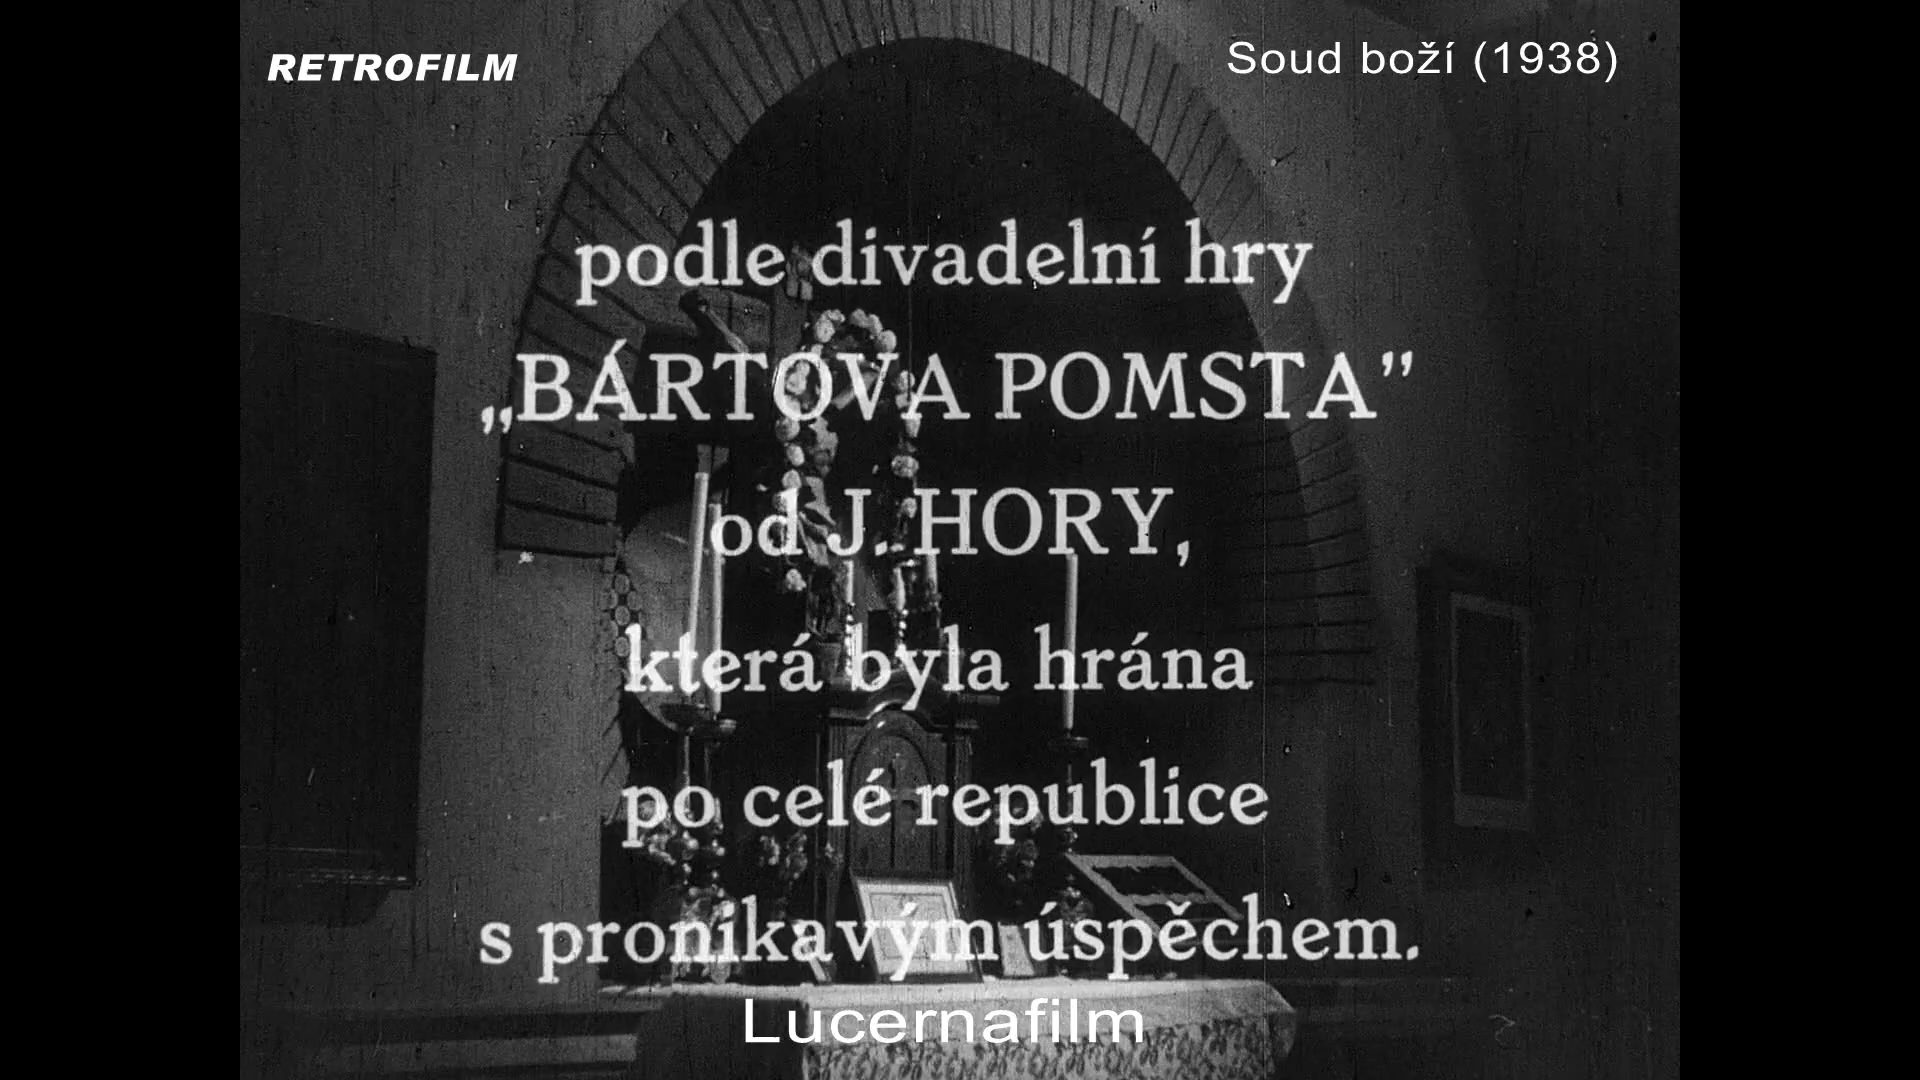 RETROFILM
Soud boží (1938)
podle divadelní hry
„BÁRTOVA POMSTA”
od J. HORY,
která byla hrána
po celé republice
s pronikavým úspěchem.
Lucernafilm